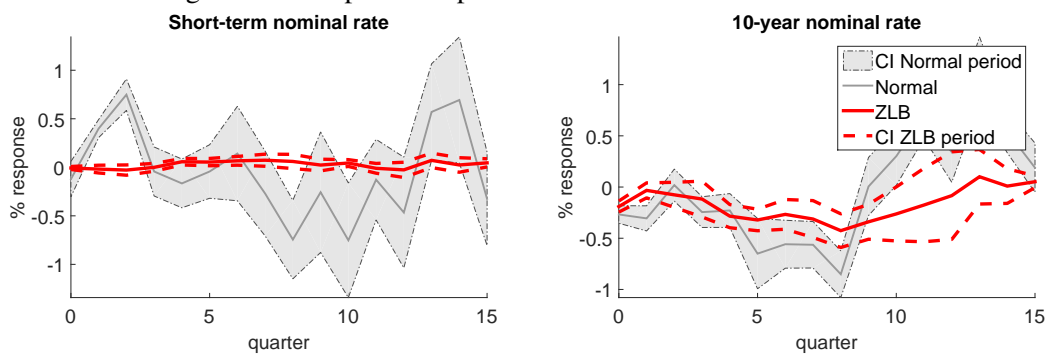 Short-term nominal rate
10-year nominal rate
% response
1
0.5
0
-0.5
-1
0
5
10
15
quarter
% response
1
0.5
0
-0.5
-1
0
5
10
15
quarter
CI Normal period
Normal
ZLB
CI ZLB period